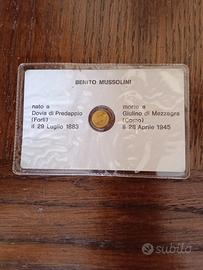 BENITO MUSSOLINI
nato a
Dovia di Predappio
(Forlì)
il 29 Luglio 1883
morto a
Giulino di Mezzegra
(Como)
il 28 Aprile 1945
subito